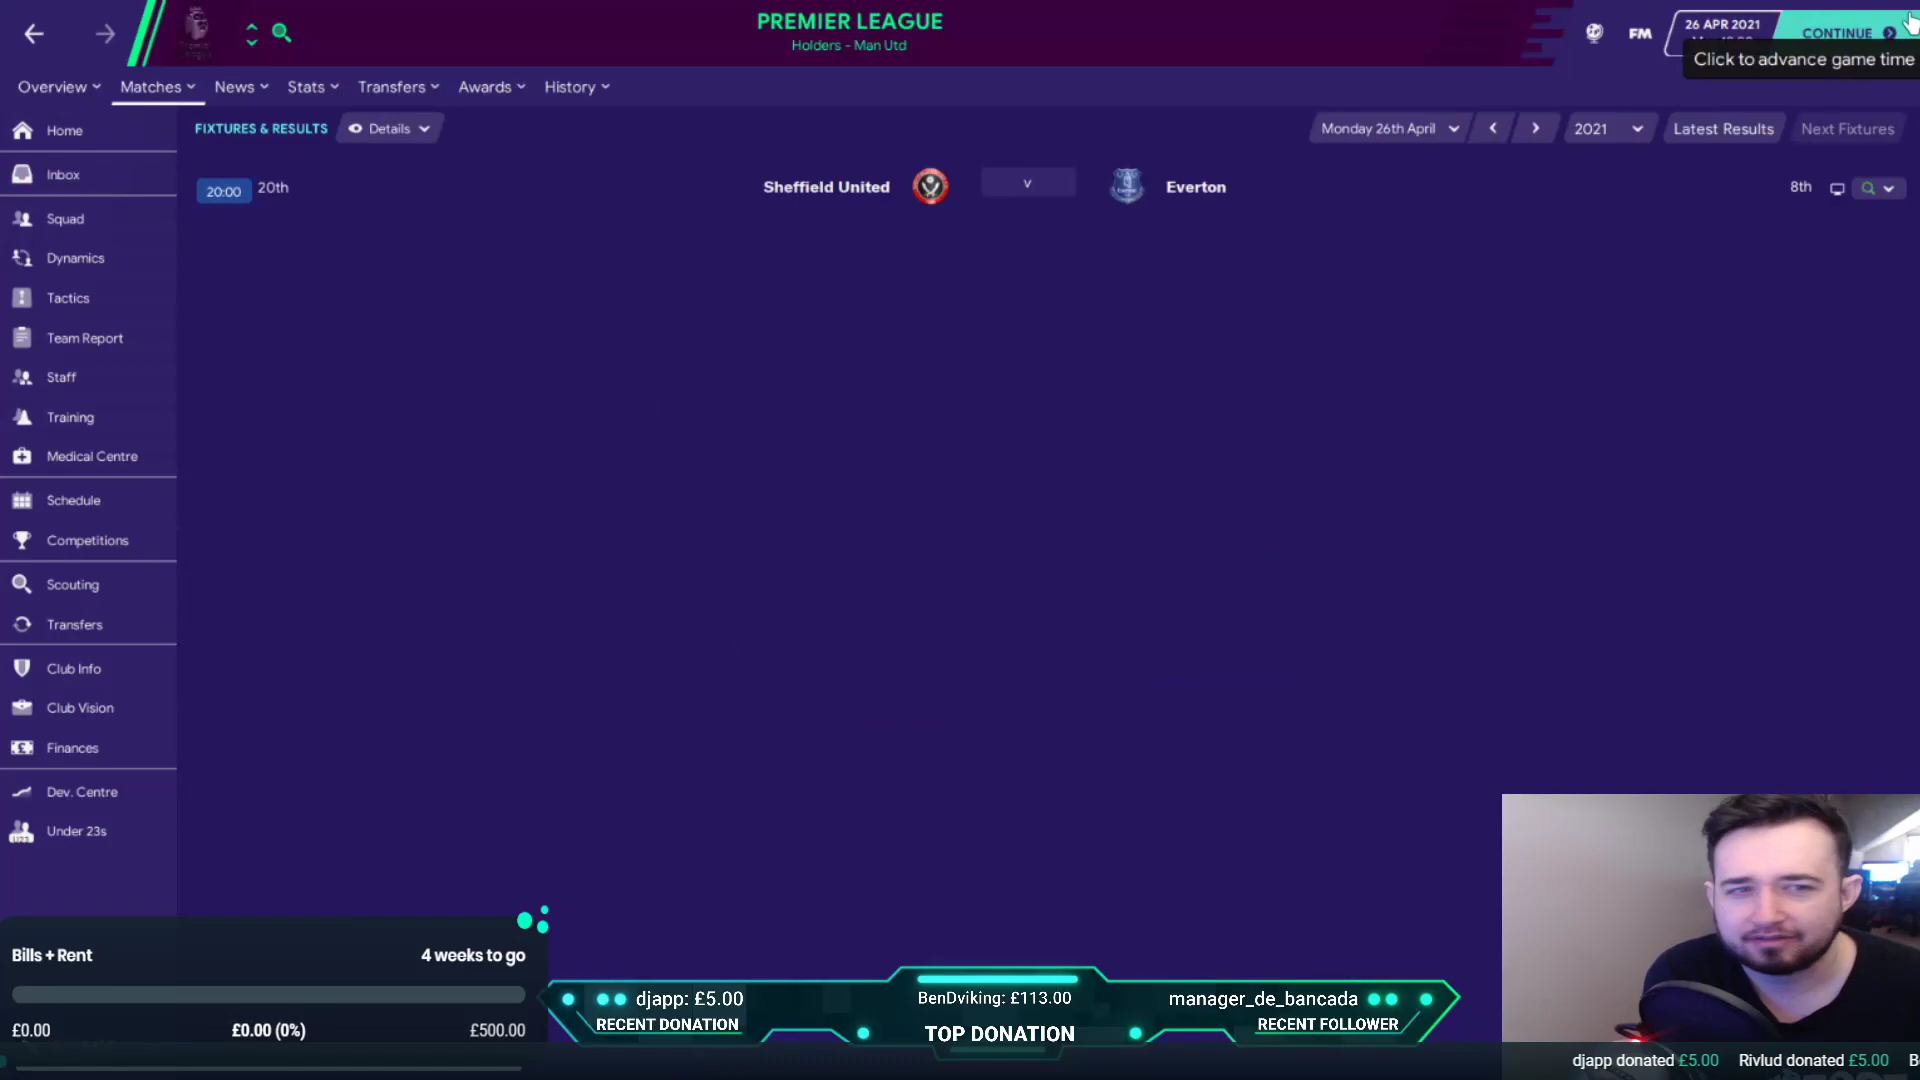 PREMIER LEAGUE
Holders - Man Utd
FM
26 APR 2021
CONTINUE
Click to advance game time
Overview
Matches
News
Stats
Transfers
Awards
History
FIXTURES & RESULTS
Details
Monday 26th April
2021
Latest Results
Next Fixtures
20:00
20th
Sheffield United
v
Everton
8th
Home
Inbox
Squad
Dynamics
Tactics
Team Report
Staff
Training
Medical Centre
Schedule
Competitions
Scouting
Transfers
Club Info
Club Vision
Finances
Dev. Centre
Under 23s
Bills + Rent
4 weeks to go
£0.00
£0.00 (0%)
£500.00
djapp: £5.00
RECENT DONATION
BenDviking: £113.00
TOP DONATION
manager_de_bancada
RECENT FOLLOWER
djapp donated £5.00
Rivlud donated £5.00